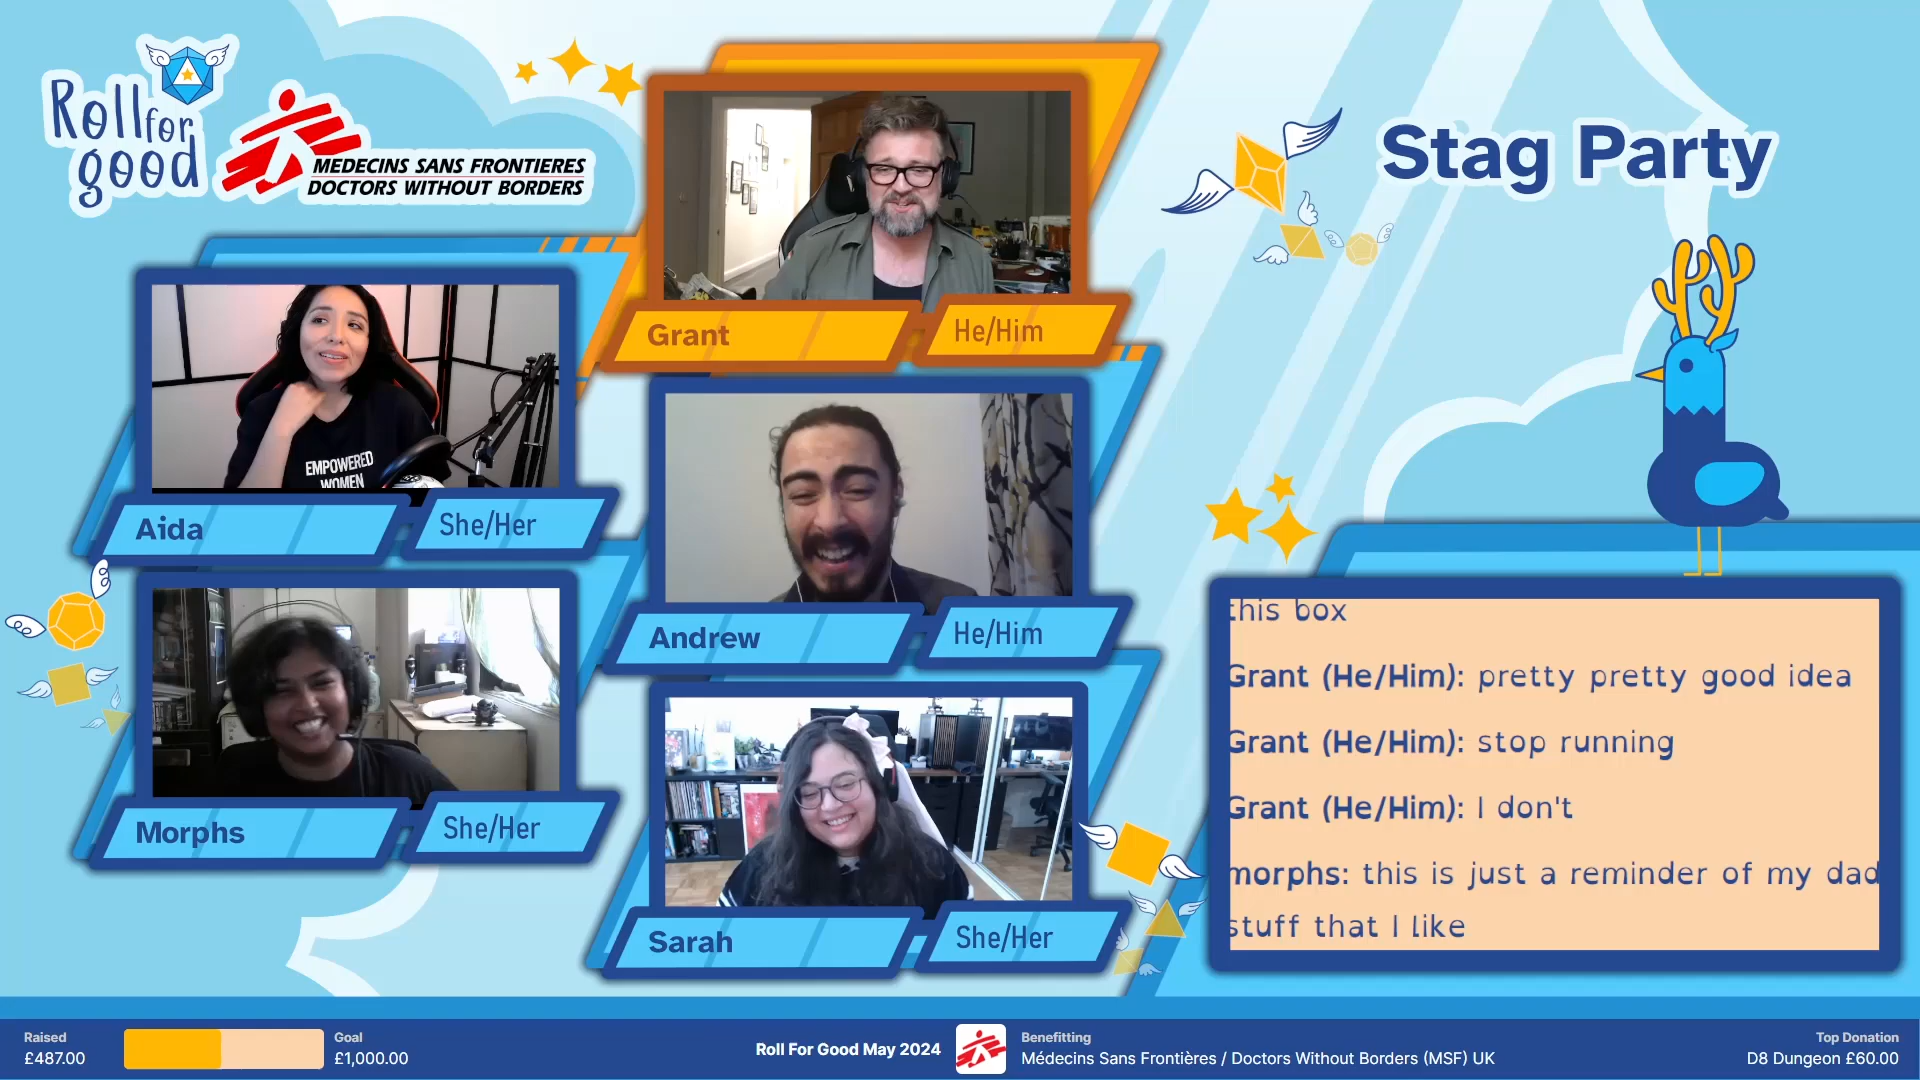 Roll for good
MEDECINS SANS FRONTIERES
DOCTORS WITHOUT BORDERS
Stag Party
Grant
He/Him
EMPOWERED
WOMEN
Aida
She/Her
Andrew
He/Him
Morphs
She/Her
Sarah
She/Her
this box
Grant (He/Him): pretty pretty good idea
Grant (He/Him): stop running
Grant (He/Him): I don't
morphs: this is just a reminder of my dad
stuff that I like
Raised
£487.00
Goal
£1,000.00
Roll For Good May 2024
Benefitting
Médecins Sans Frontières / Doctors Without Borders (MSF) UK
Top Donation
D8 Dungeon £60.00